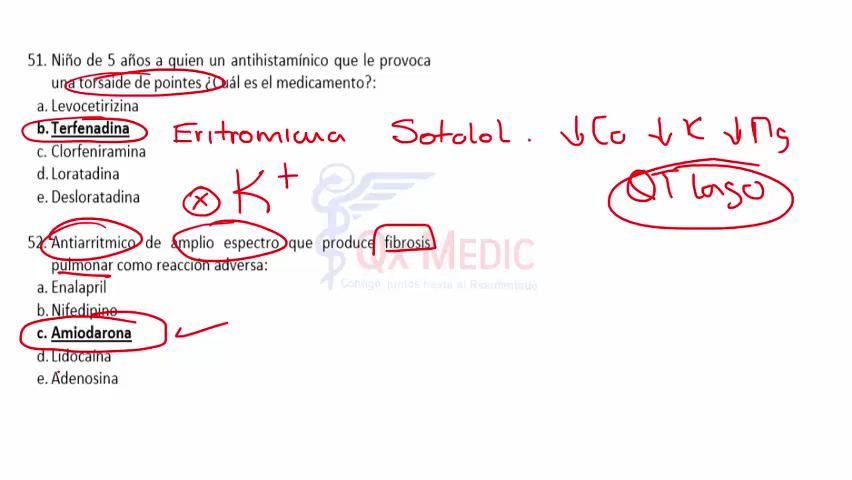 51. Niño de 5 años a quien un antihistamínico que le provoca
una torsaide de pointes ¿Cuál es el medicamento?:
a. Levocetirizina
b. Terfenadina
Eritromicina Sotalol. ↓Ca ↓K ↓Mg
c. Clorfeniramina
d. Loratadina
e. Desloratadina
x K+
QT largo
52. Antiarritmico de amplio espectro que produce fibrosis
pulmonar como reacción adversa:
QX MEDIC
Contigo, juntos hasta el Residentado
a. Enalapril
b. Nifedipino
c. Amiodarona
d. Lidocaína
e. Adenosina